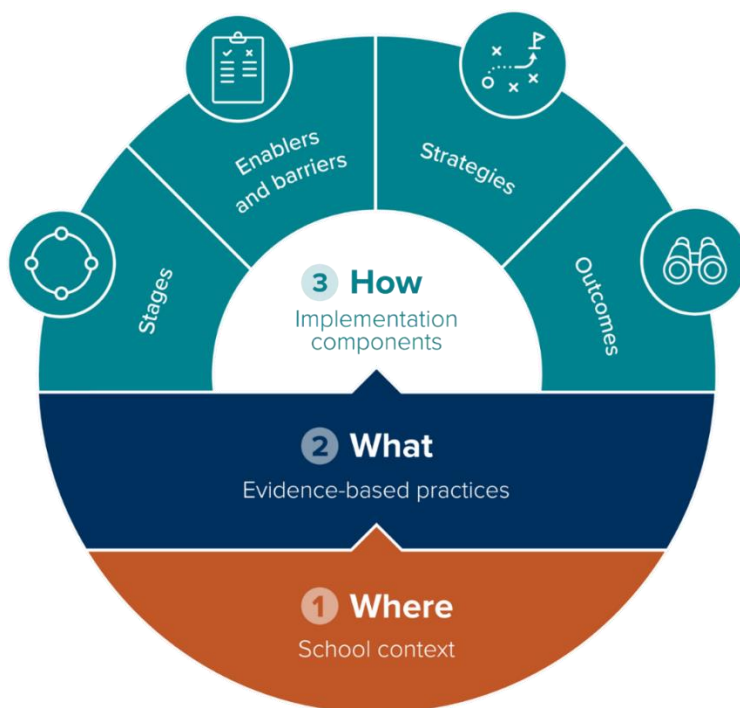 Stages
Enablers
and barriers
Strategies
Outcomes
3 How
Implementation
components
2 What
Evidence-based practices
1 Where
School context